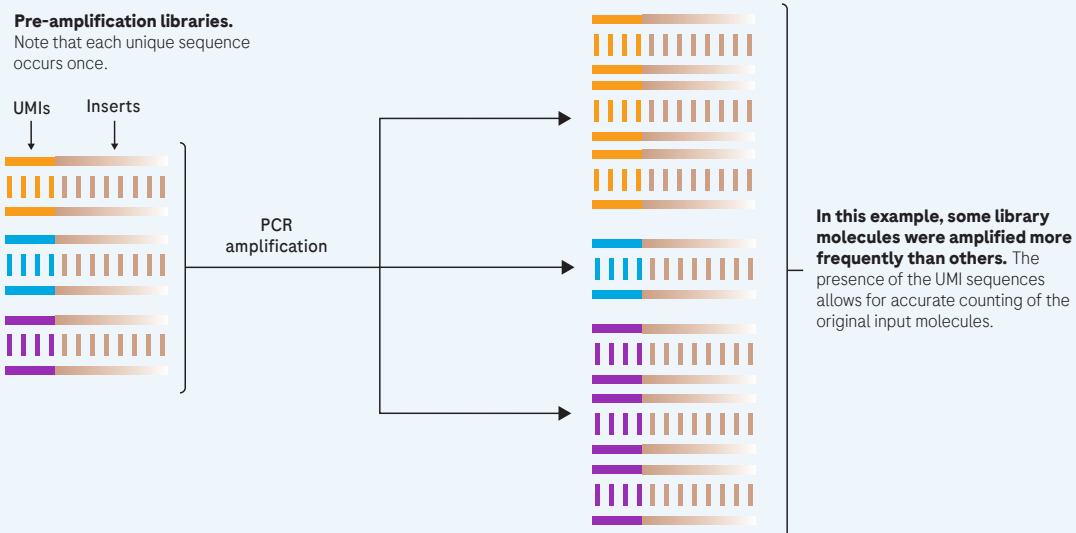 Pre-amplification libraries.
Note that each unique sequence
occurs once.
UMIs
Inserts
PCR
amplification
In this example, some library
molecules were amplified more
frequently than others. The
presence of the UMI sequences
allows for accurate counting of the
original input molecules.